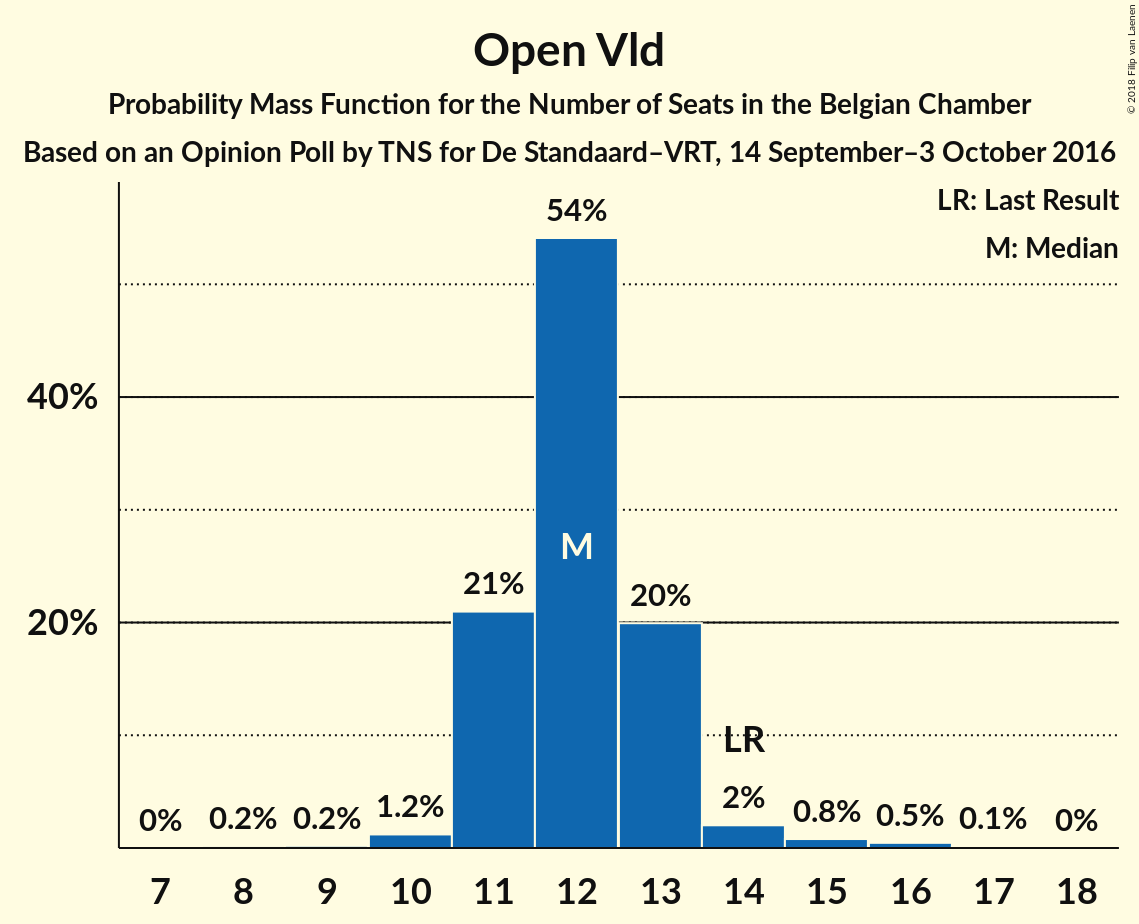 Open Vld
Probability Mass Function for the Number of Seats in the Belgian Chamber
Based on an Opinion Poll by TNS for De Standaard–VRT, 14 September–3 October 2016
© 2018 Filip van Laenen
LR: Last Result
M: Median
40%
20%
0%
0.2%
0.2%
1.2%
21%
54%
M
20%
LR
2%
0.8%
0.5%
0.1%
0%
7 8 9 10 11 12 13 14 15 16 17 18